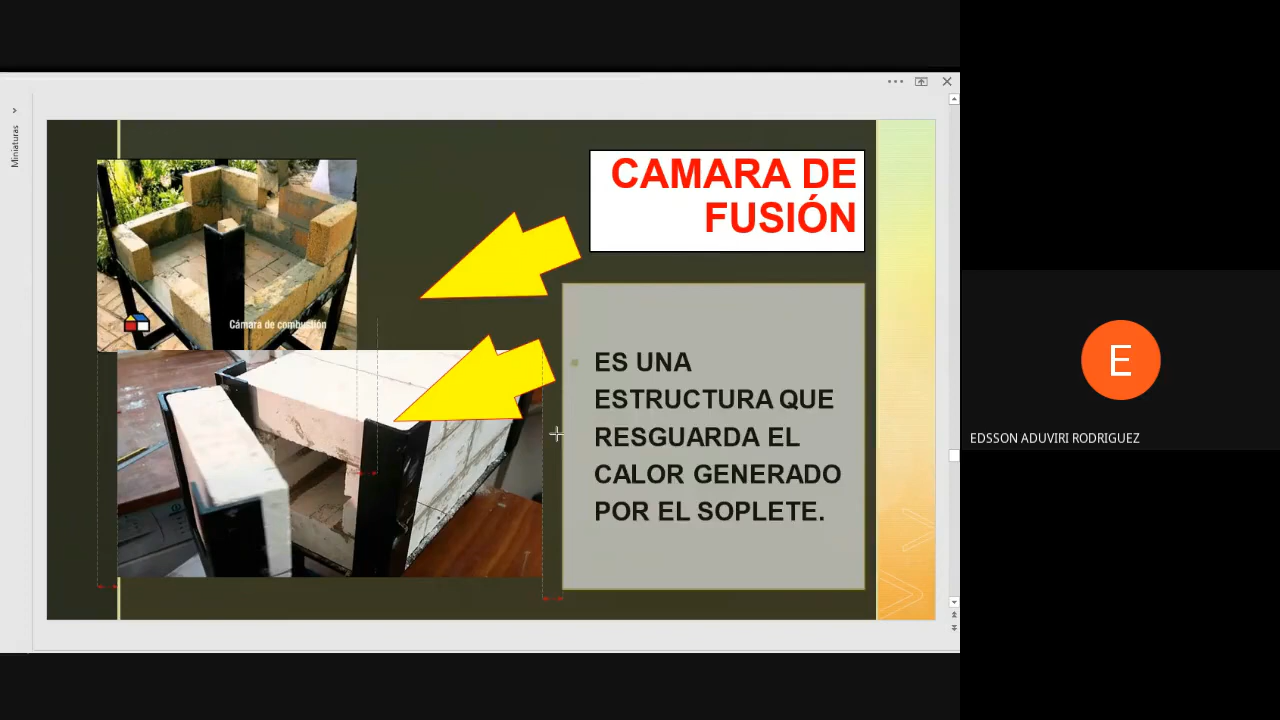 Miniaturas
CAMARA DE
FUSIÓN
Cámara de combustión
ES UNA
ESTRUCTURA QUE
RESGUARDA EL
CALOR GENERADO
POR EL SOPLETE.
E
EDSSON ADUVIRI RODRIGUEZ